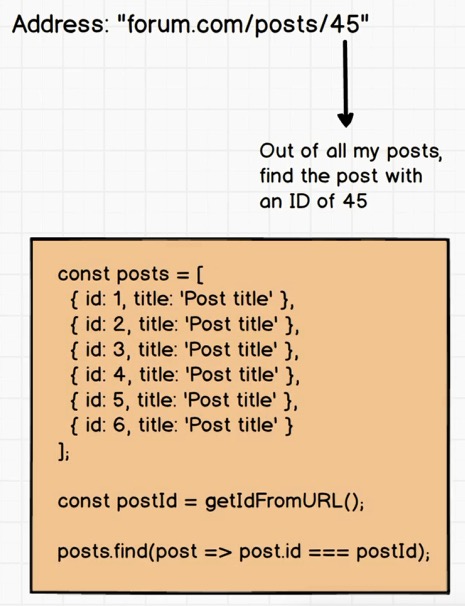 Address: "forum.com/posts/45"
Out of all my posts,
find the post with
an ID of 45
const posts = [
{ id: 1, title: 'Post title' },
{ id: 2, title: 'Post title' },
{ id: 3, title: 'Post title' },
{ id: 4, title: 'Post title' },
{ id: 5, title: 'Post title' },
{ id: 6, title: 'Post title' }
];
const postId = getIdFromURL();
posts.find(post => post.id === postId);